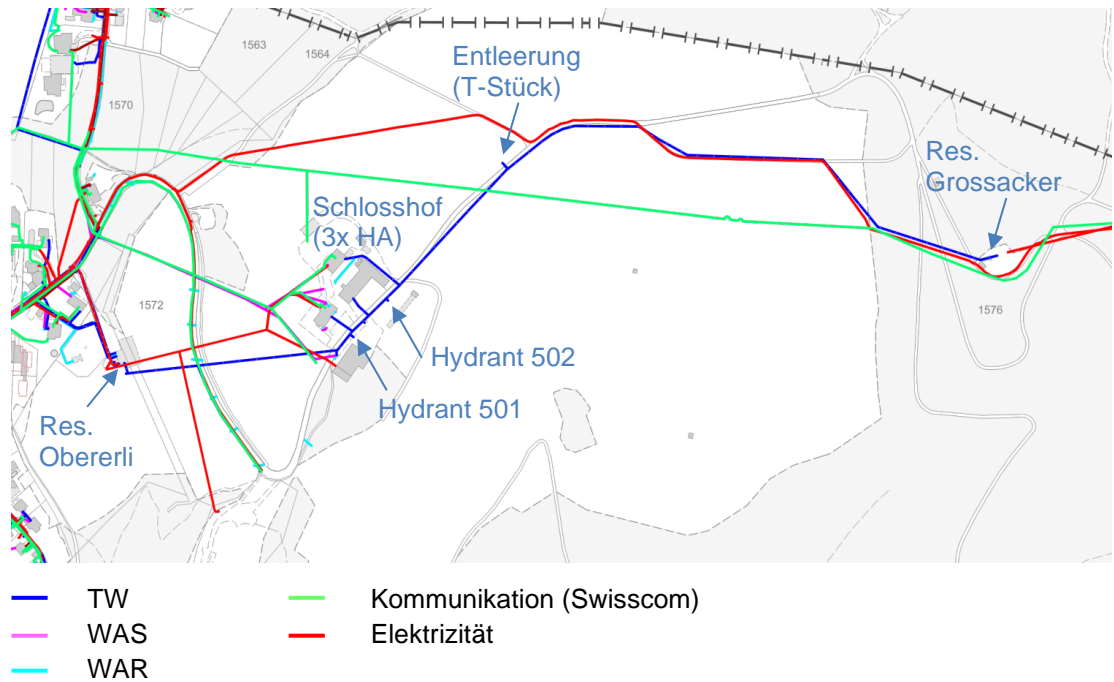 1563
1564
Entleerung
(T-Stück)
1570
Res.
Grossacker
Schlosshof
(3x HA)
1572
1576
Hydrant 502
Hydrant 501
Res.
Obererli
TW
Kommunikation (Swisscom)
WAS
Elektrizität
WAR